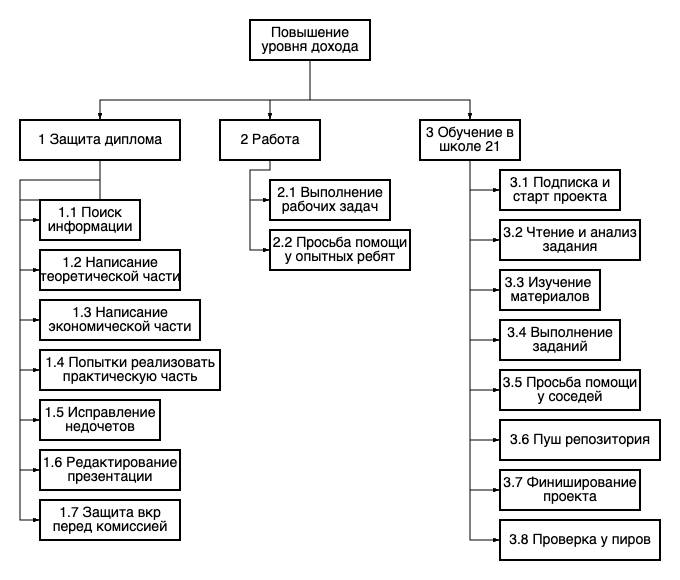 Повышение
уровня дохода
1 Защита диплома
2 Работа
3 Обучение в
школе 21
1.1 Поиск
информации
1.2 Написание
теоретической части
1.3 Написание
экономической части
1.4 Попытки реализовать
практическую часть
1.5 Исправление
недочетов
1.6 Редактирование
презентации
1.7 Защита вкр
перед комиссией
2.1 Выполнение
рабочих задач
2.2 Просьба помощи
у опытных ребят
3.1 Подписка и
старт проекта
3.2 Чтение и анализ
задания
3.3 Изучение
материалов
3.4 Выполнение
заданий
3.5 Просьба помощи
у соседей
3.6 Пуш репозитория
3.7 Финиширование
проекта
3.8 Проверка у пиров